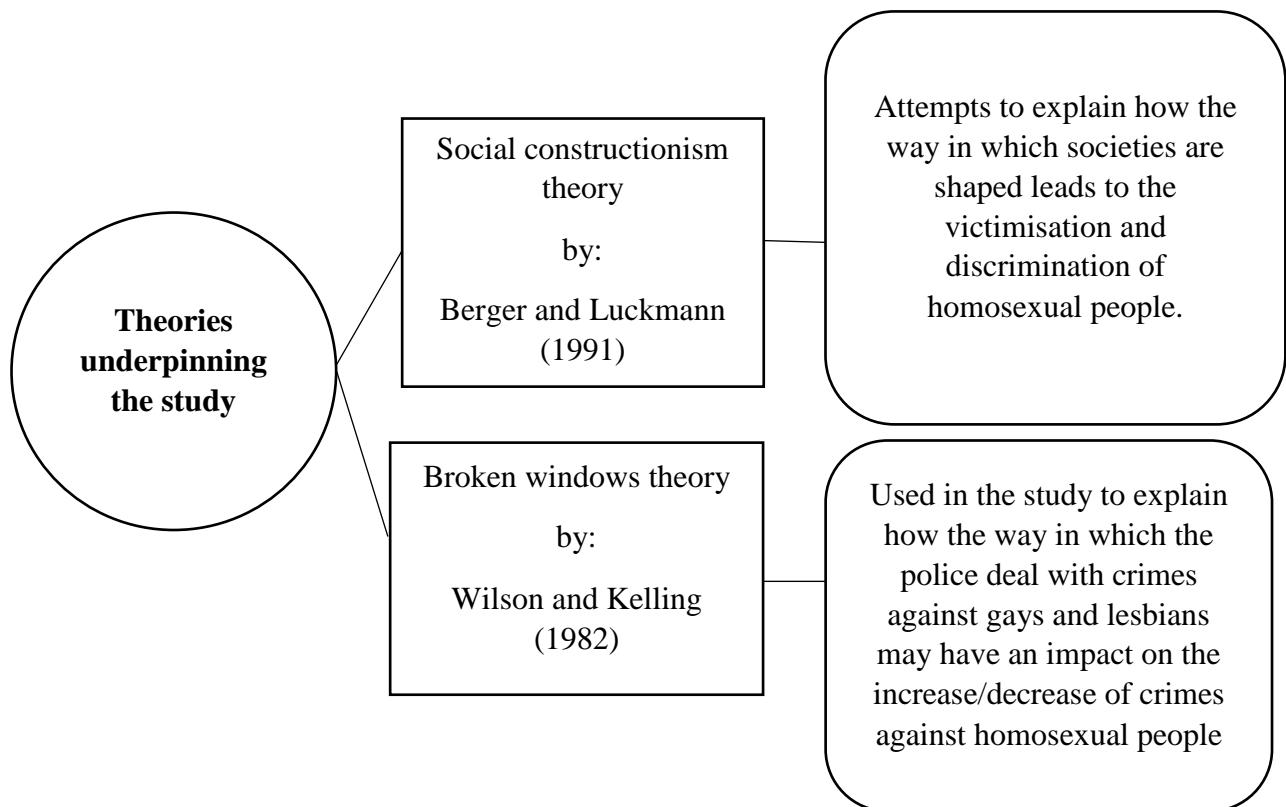 Theories
underpinning
the study
Social constructionism
theory
by:
Berger and Luckmann
(1991)
Attempts to explain how the
way in which societies are
shaped leads to the
victimisation and
discrimination of
homosexual people.
Broken windows theory
by:
Wilson and Kelling
(1982)
Used in the study to explain
how the way in which the
police deal with crimes
against gays and lesbians
may have an impact on the
increase/decrease of crimes
against homosexual people